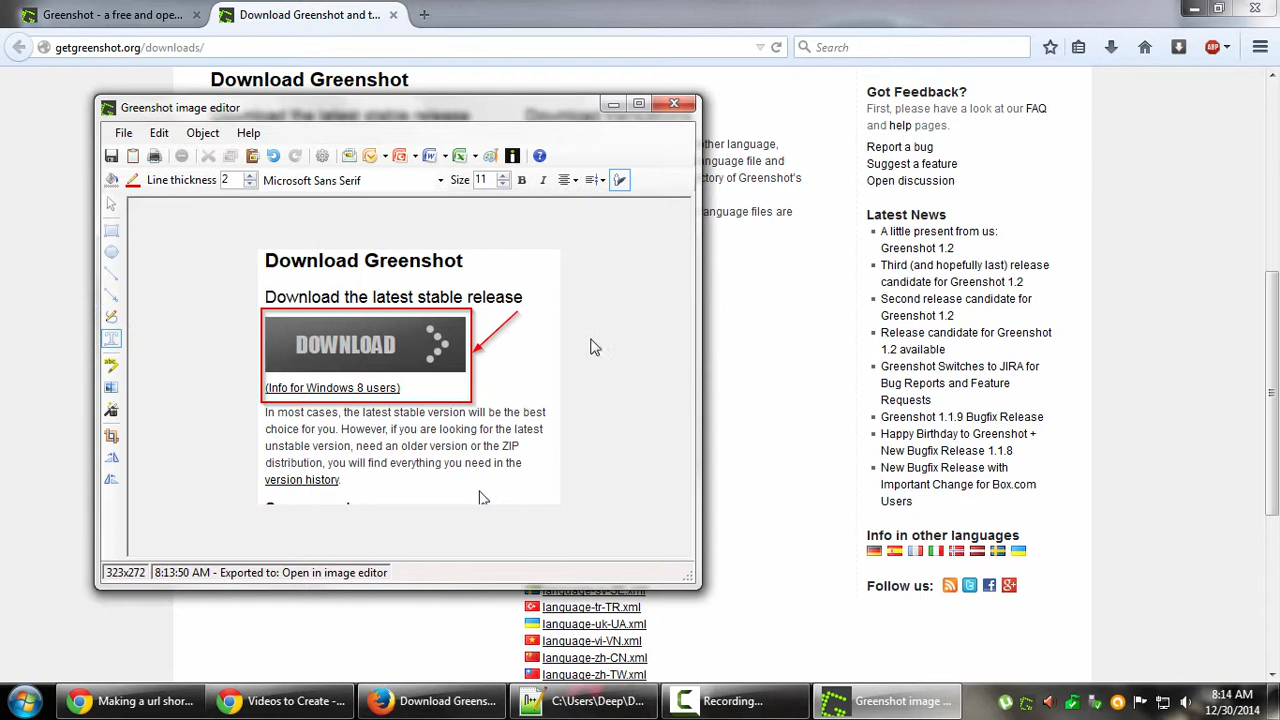 Greenshot - a free and ope...
Download Greenshot and t...
getgreenshot.org/downloads/
Search
ABP
Download Greenshot
Greenshot image editor
File Edit Object Help
Line thickness 2 Microsoft Sans Serif Size 11 B I
Download Greenshot
Download the latest stable release
DOWNLOAD
(Info for Windows 8 users)
In most cases, the latest stable version will be the best
choice for you. However, if you are looking for the latest
unstable version, need an older version or the ZIP
distribution, you will find everything you need in the
version history.
323x272 8:13:50 AM - Exported to: Open in image editor
other language,
language file and
ctory of Greenshot's
anguage files are
language-tr-TR.xml
language-uk-UA.xml
language-vi-VN.xml
language-zh-CN.xml
language-zh-TW.xml
Got Feedback?
First, please have a look at our FAQ
and help pages.
Report a bug
Suggest a feature
Open discussion
Latest News
A little present from us:
Greenshot 1.2
Third (and hopefully last) release
candidate for Greenshot 1.2
Second release candidate for
Greenshot 1.2
Release candidate for Greenshot
1.2 available
Greenshot Switches to JIRA for
Bug Reports and Feature
Requests
Greenshot 1.1.9 Bugfix Release
Happy Birthday to Greenshot +
New Bugfix Release 1.1.8
New Bugfix Release with
Important Change for Box.com
Users
Info in other languages
Follow us:
Making a url shor...
Videos to Create -...
Download Greens...
C:\Users\Deep\D...
Recording...
Greenshot image ...
8:14 AM
12/30/2014